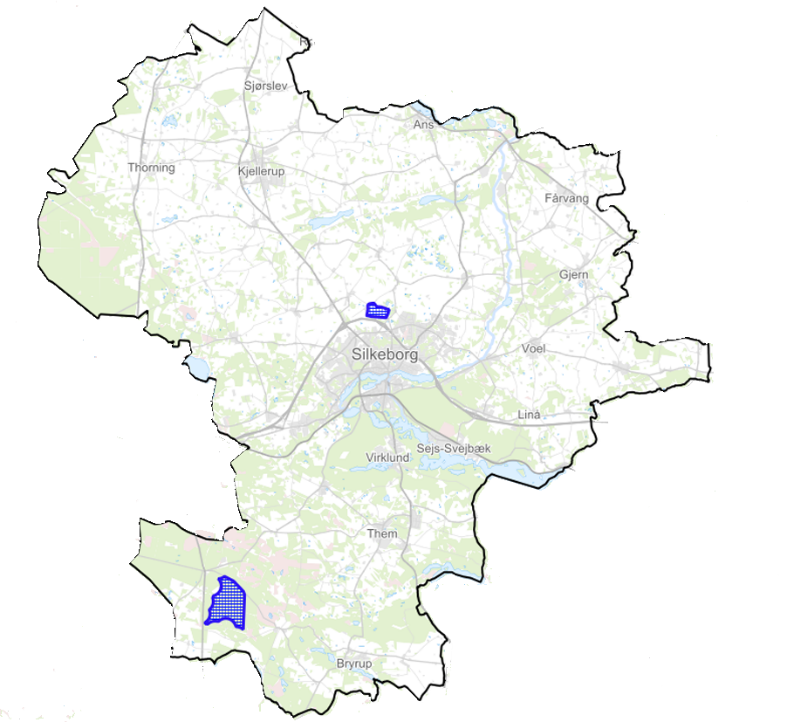 Sjørslev
Ans
Thorning
Kjellerup
Fårvang
Gjern
Voel
Silkeborg
Linå
Sejs-Svejbæk
Virklund
Them
Bryrup